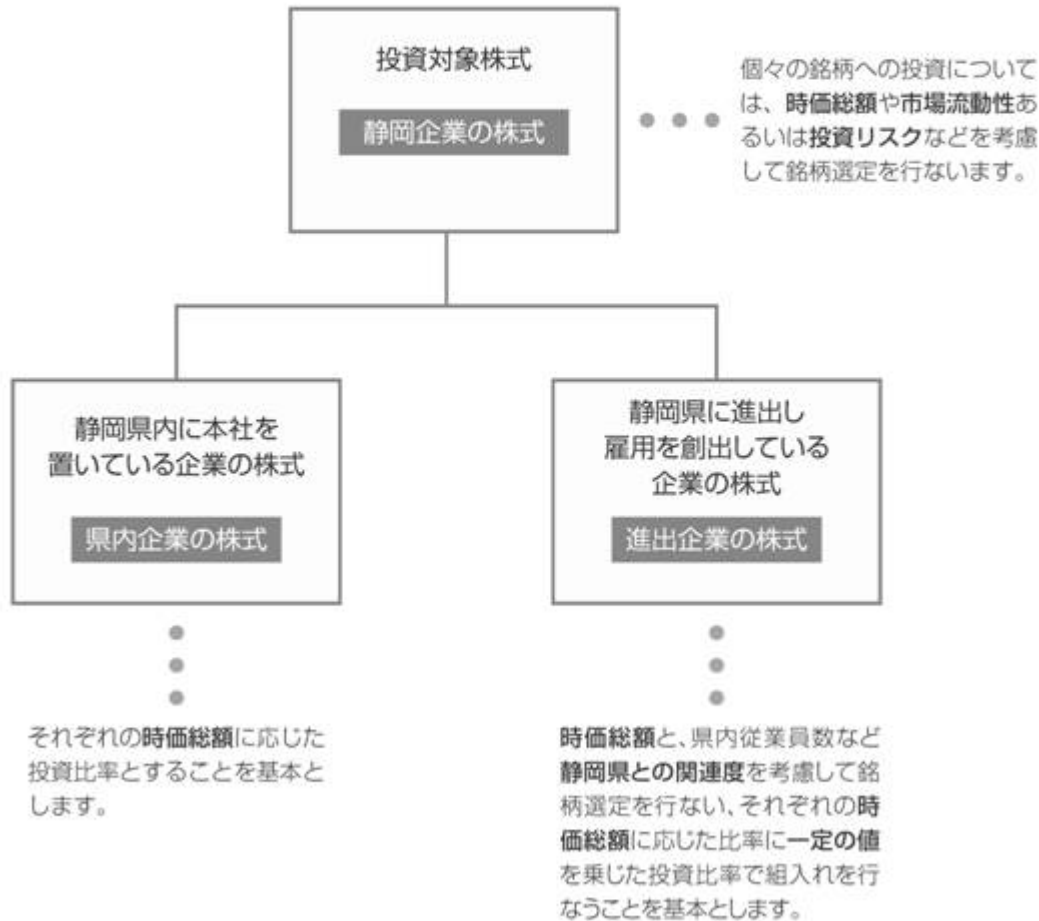 投資対象株式
静岡企業の株式
個々の銘柄への投資について
は、時価総額や市場流動性あ
るいは投資リスクなどを考慮
して銘柄選定を行ないます。
静岡県内に本社を
置いている企業の株式
県内企業の株式
静岡県に進出し
雇用を創出している
企業の株式
進出企業の株式
それぞれの時価総額に応じた
投資比率とすることを基本と
します。
時価総額と、県内従業員数など
静岡県との関連度を考慮して銘
柄選定を行ない、それぞれの時
価総額に応じた比率に一定の値
を乗じた投資比率で組入れを行
なうことを基本とします。